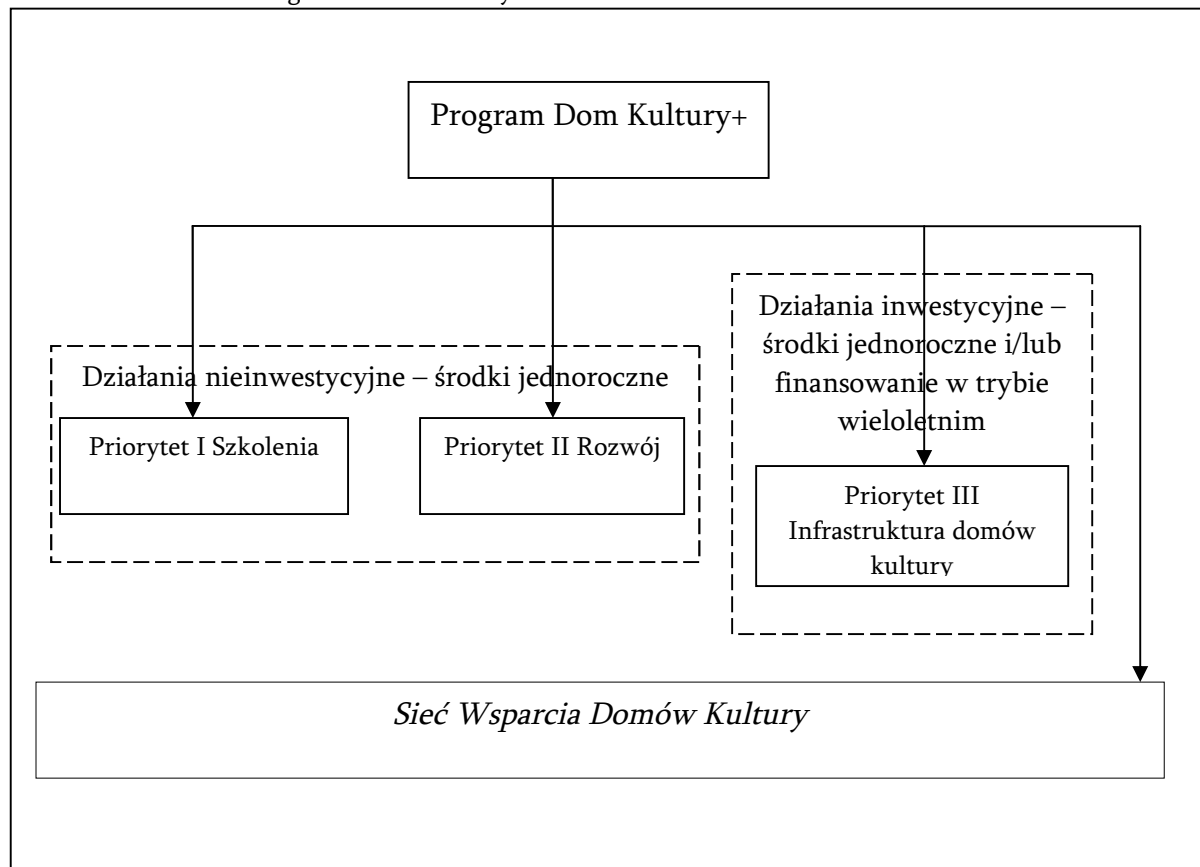 Program Dom Kultury+
Działania inwestycyjne –
środki jednoroczne i/lub
finansowanie w trybie
wieloletnim
Działania nieinwestycyjne – środki jednoroczne
Priorytet I Szkolenia
Priorytet II Rozwój
Priorytet III
Infrastruktura domów
kultury
Sieć Wsparcia Domów Kultury